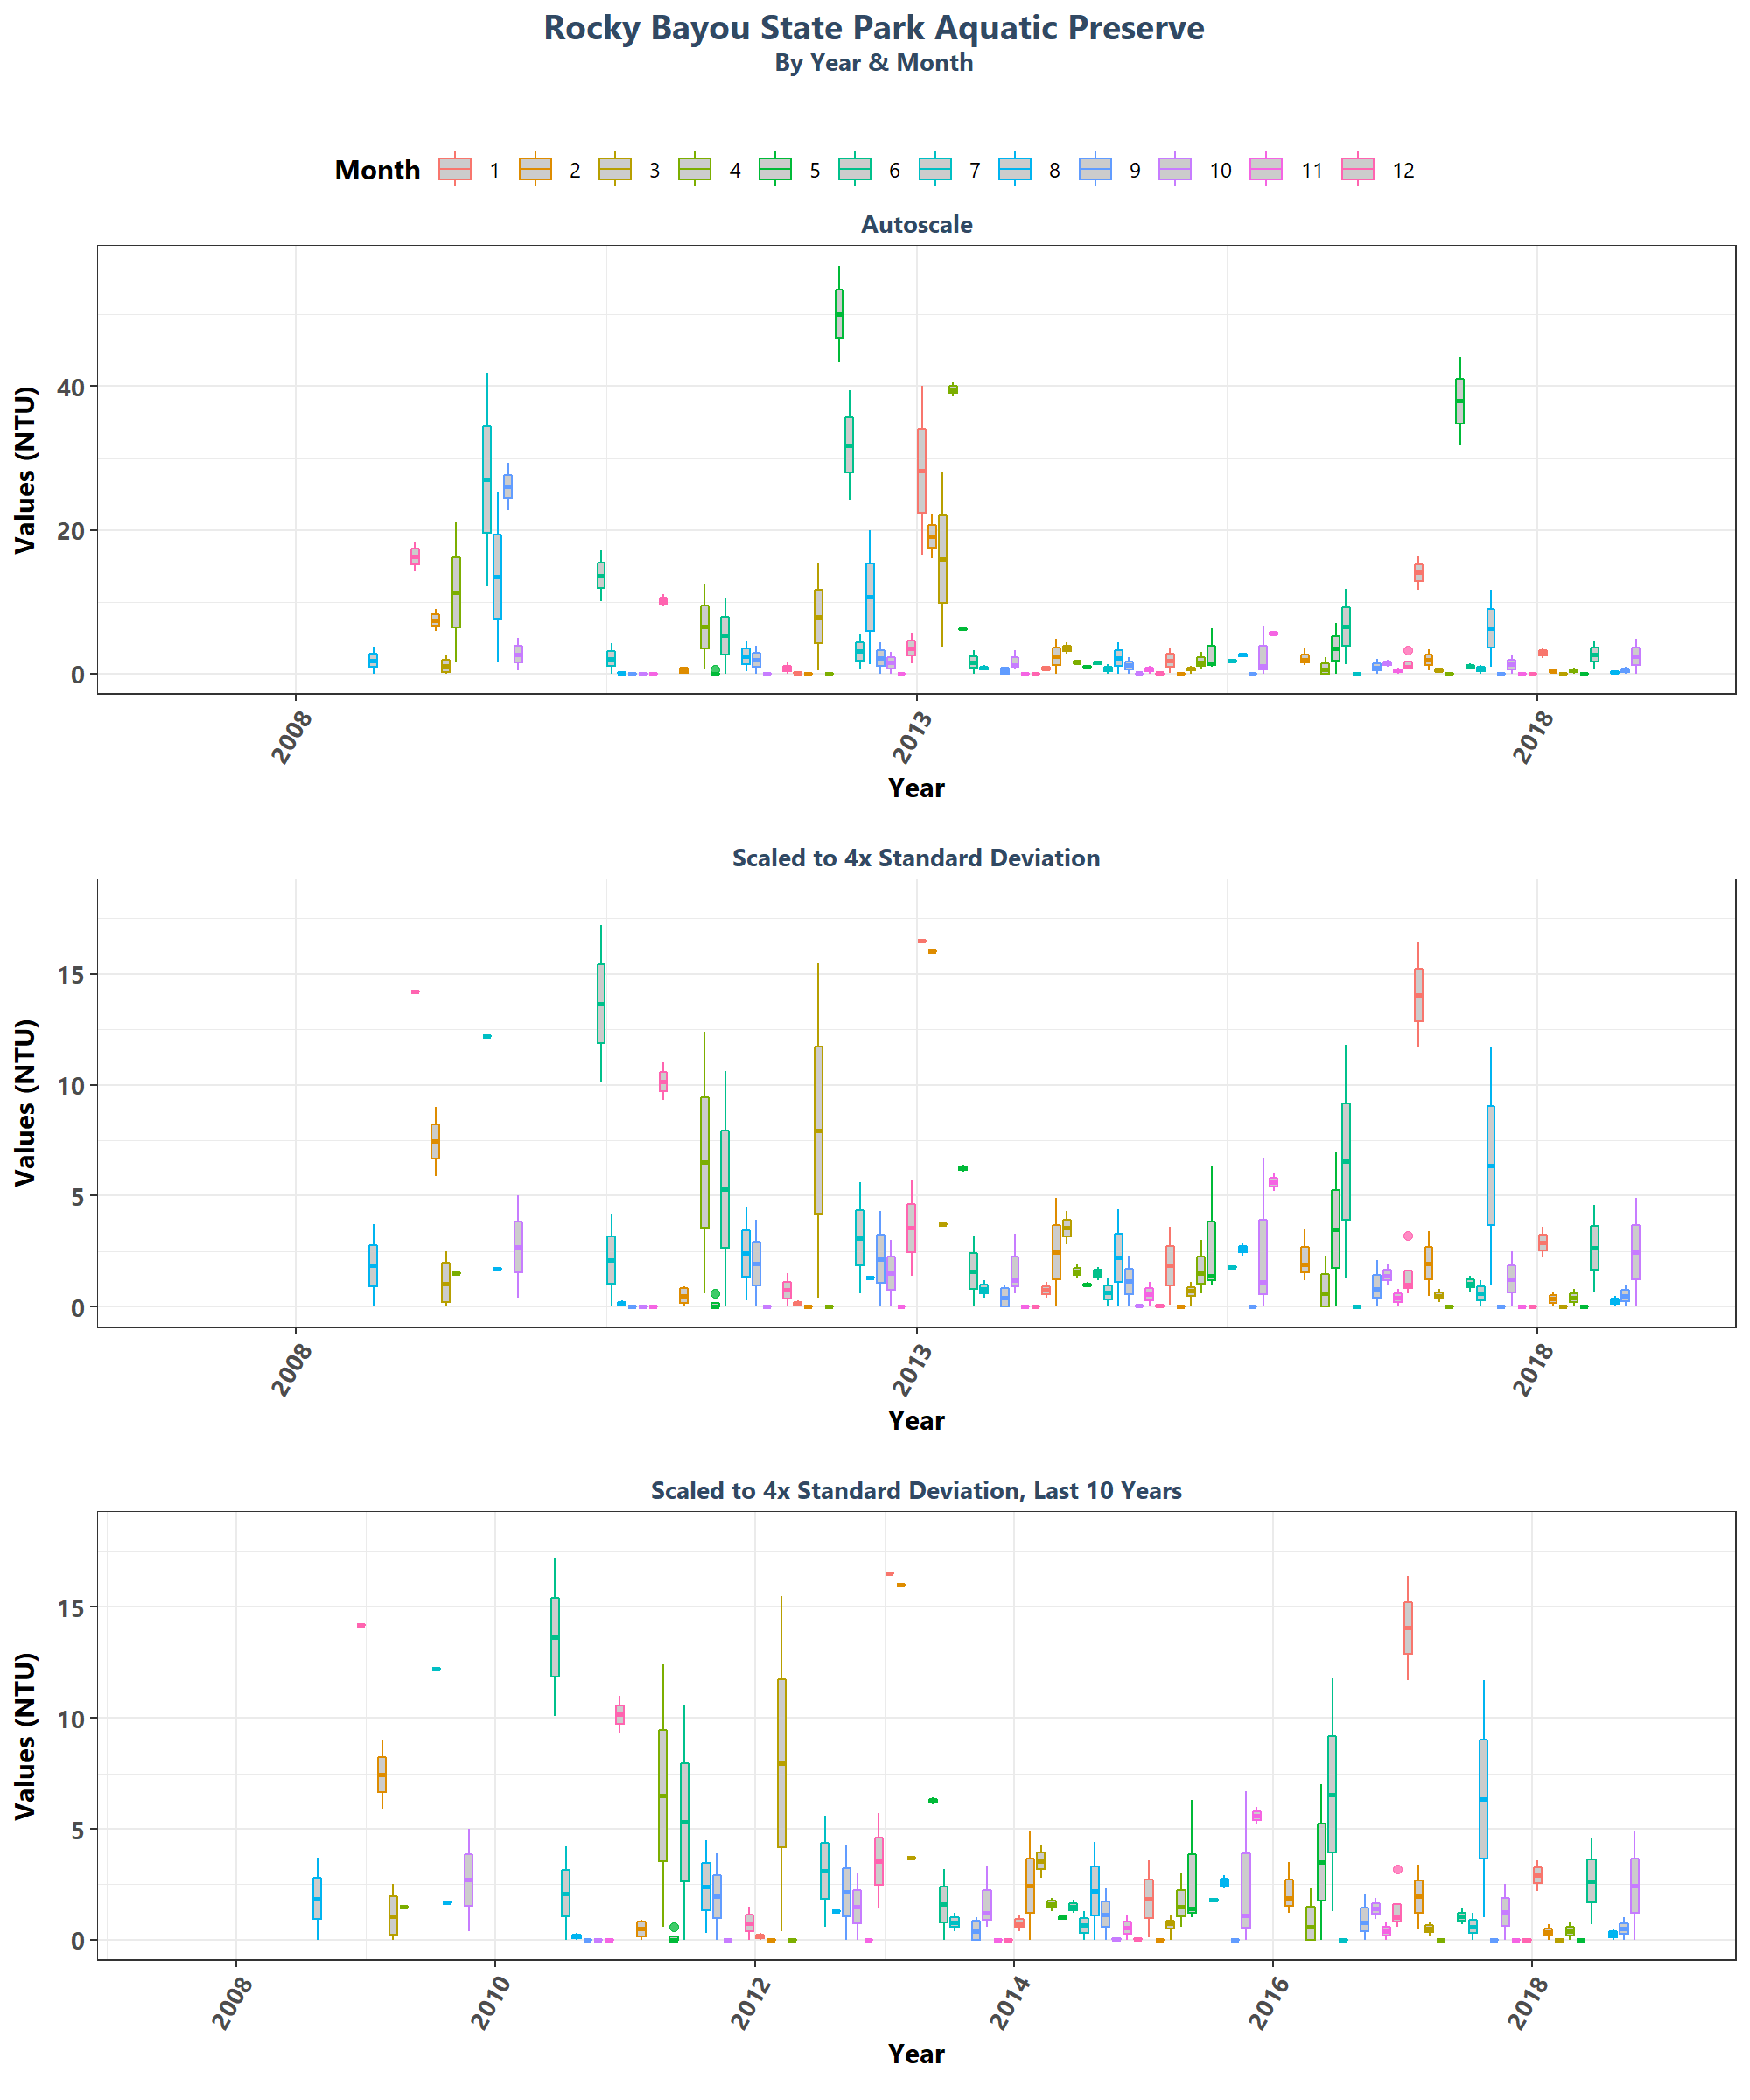 Rocky Bayou State Park Aquatic Preserve
By Year & Month
Month 1 2 3 4 5 6 7 8 9 10 11 12
Autoscale
Values (NTU)
40
20
0
2008 2013 2018
Year
Scaled to 4x Standard Deviation
Values (NTU)
15
10
5
0
2008 2013 2018
Year
Scaled to 4x Standard Deviation, Last 10 Years
Values (NTU)
15
10
5
0
2008 2010 2012 2014 2016 2018
Year